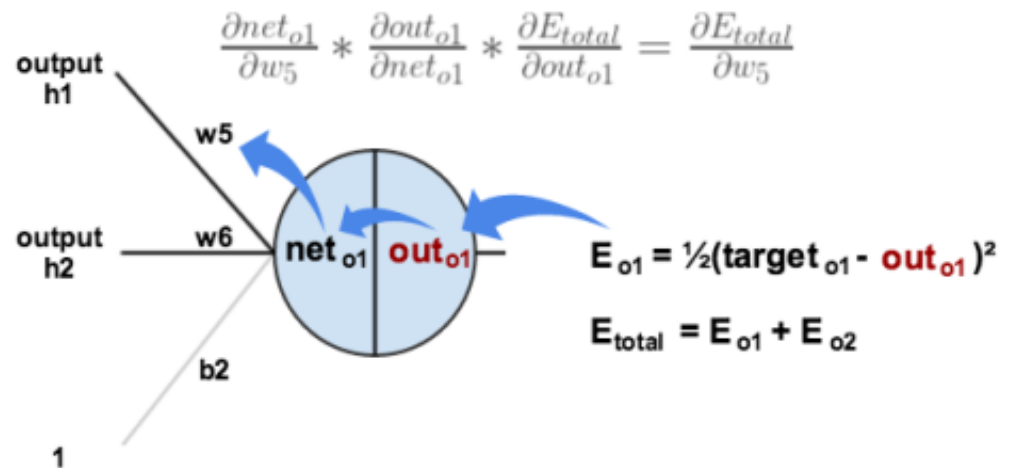 ∂net_o1/∂w_5 * ∂out_o1/∂net_o1 * ∂E_total/∂out_o1 = ∂E_total/∂w_5
output
h1
w5
output
h2
w6
net o1
out o1
E o1 = ½(target o1 - out o1)²
E total = E o1 + E o2
b2
1